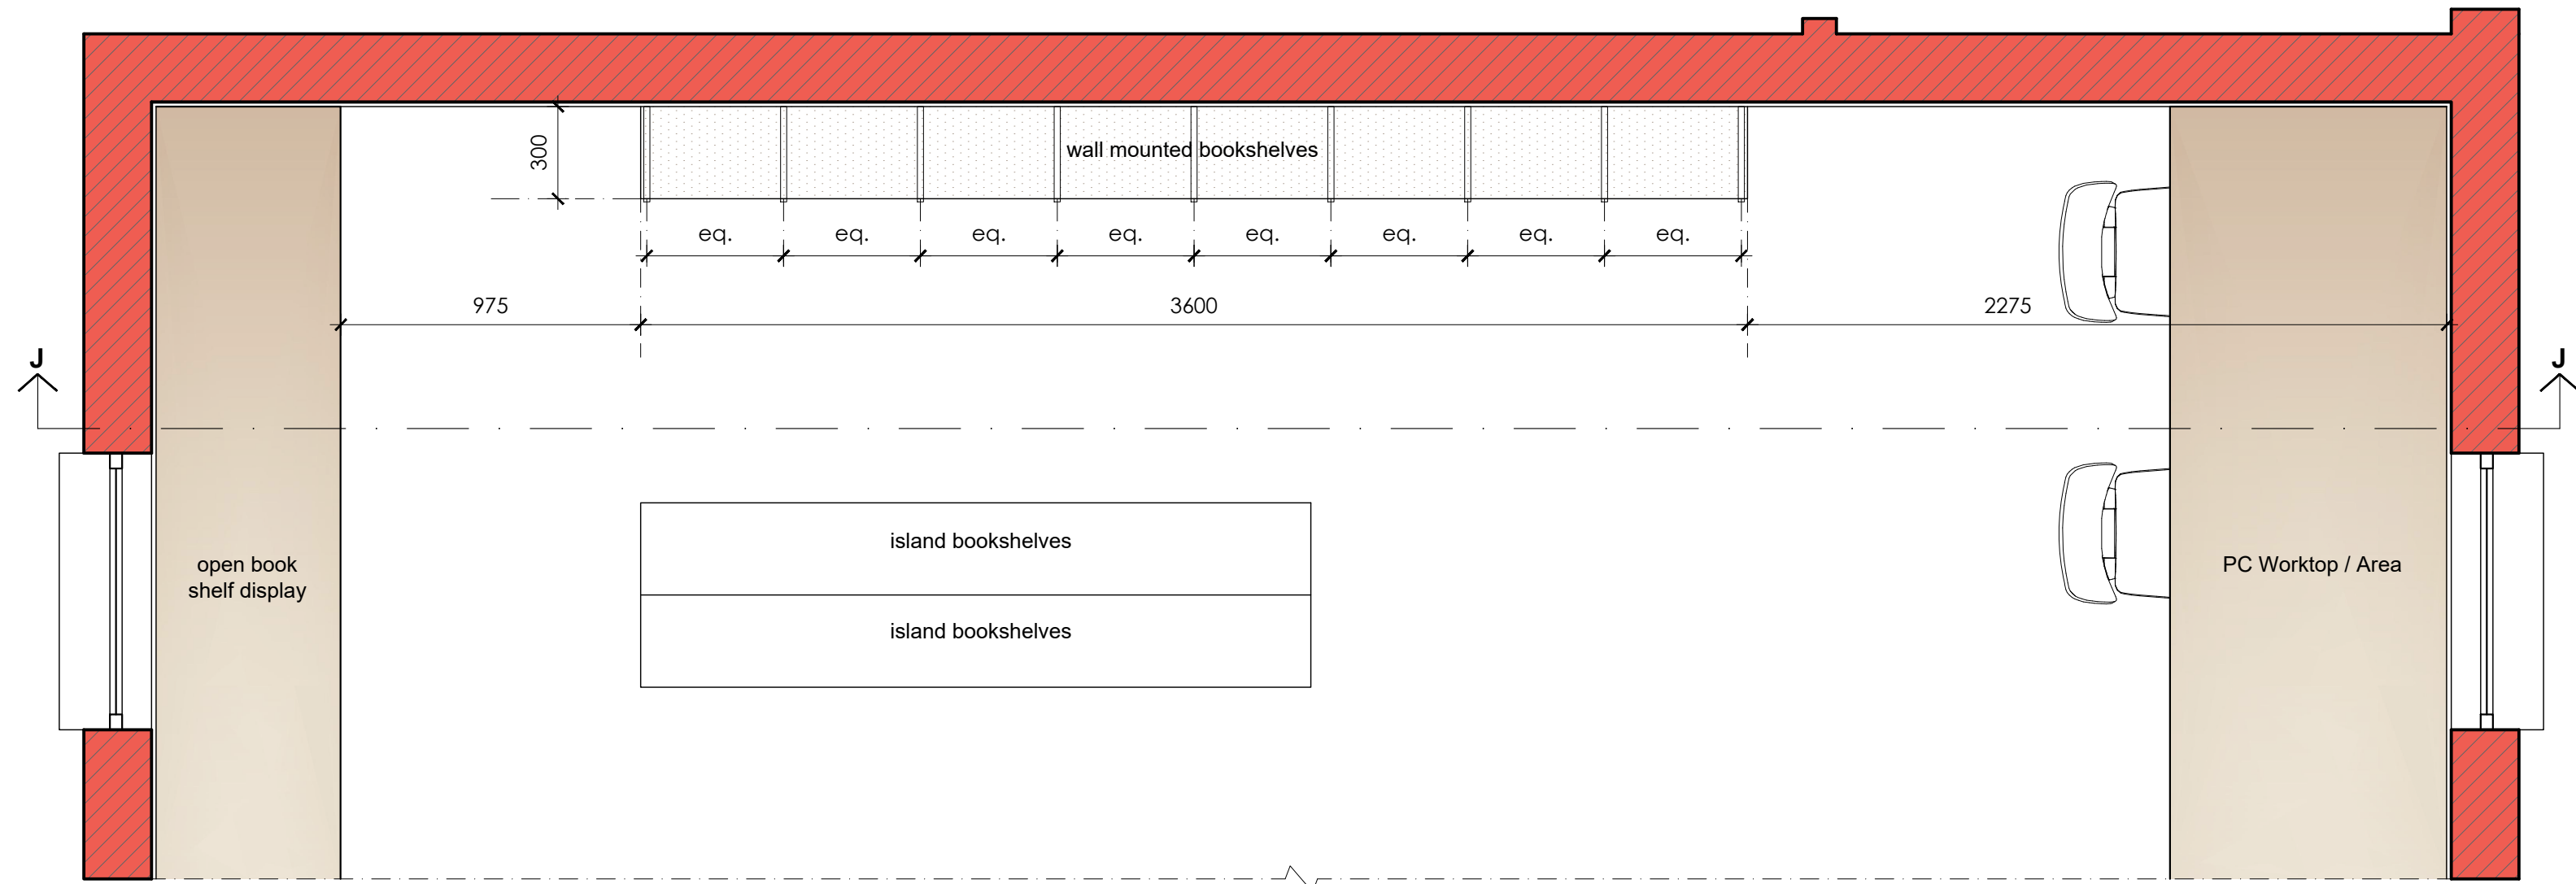 300
wall mounted bookshelves
eq. eq. eq. eq. eq. eq. eq. eq.
975 3600 2275
J J
island bookshelves
open book
shelf display
PC Worktop / Area
island bookshelves